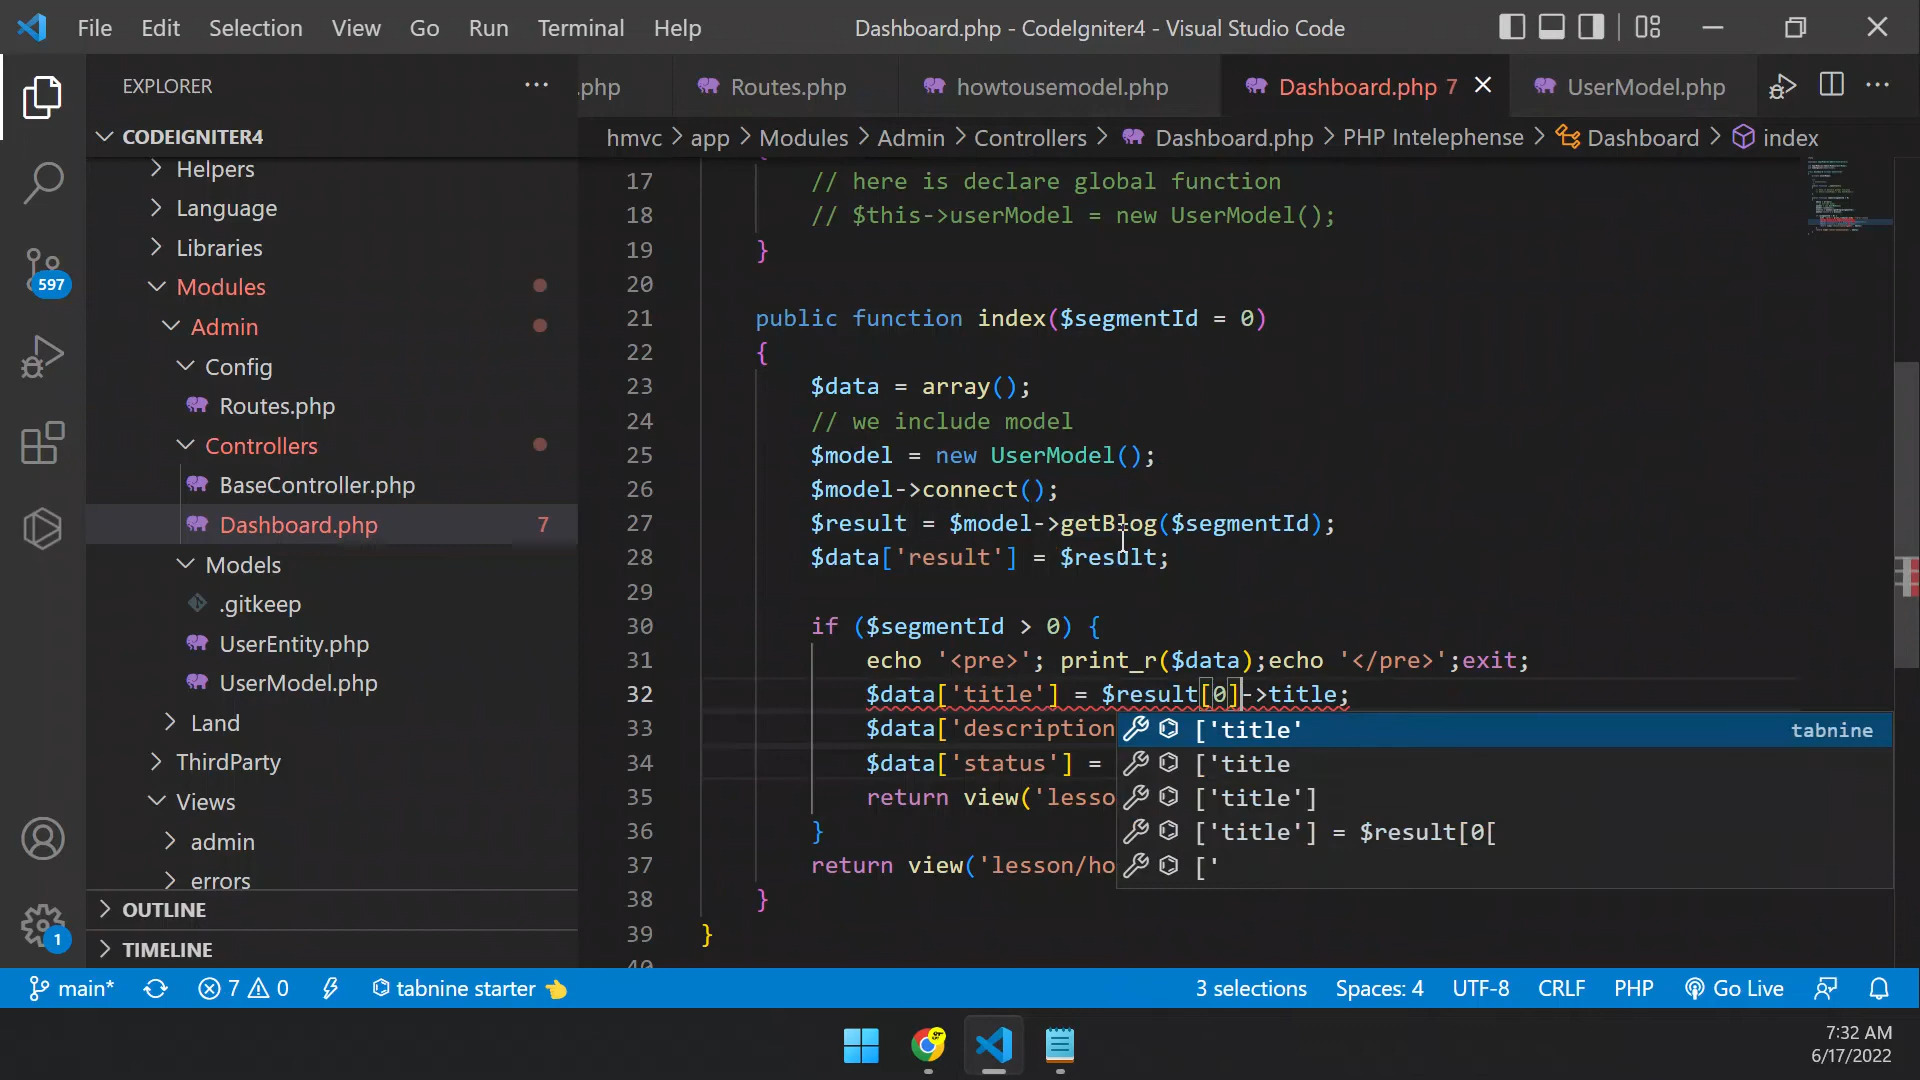 File Edit Selection View Go Run Terminal Help
Dashboard.php - CodeIgniter4 - Visual Studio Code
EXPLORER
.php Routes.php howtousemodel.php Dashboard.php 7 UserModel.php
hmvc > app > Modules > Admin > Controllers > Dashboard.php > PHP Intelephense > Dashboard > index
CODEIGNITER4
Helpers
Language
Libraries
Modules
Admin
Config
Routes.php
Controllers
BaseController.php
Dashboard.php 7
Models
.gitkeep
UserEntity.php
UserModel.php
Land
ThirdParty
Views
admin
errors
OUTLINE
TIMELINE
597
1
17 // here is declare global function
18 // $this->userModel = new UserModel();
19 }
20
21 public function index($segmentId = 0)
22 {
23 $data = array();
24 // we include model
25 $model = new UserModel();
26 $model->connect();
27 $result = $model->getBlog($segmentId);
28 $data['result'] = $result;
29
30 if ($segmentId > 0) {
31 echo '<pre>'; print_r($data);echo '</pre>';exit;
32 $data['title'] = $result[0]->title;
33 $data['description
34 $data['status'] =
35 return view('lesso
36 }
37 return view('lesson/ho
38 }
39 }
40
['title' tabnine
['title
['title']
['title'] = $result[0[
['
main* 7 0 tabnine starter 3 selections Spaces: 4 UTF-8 CRLF PHP Go Live
7:32 AM
6/17/2022